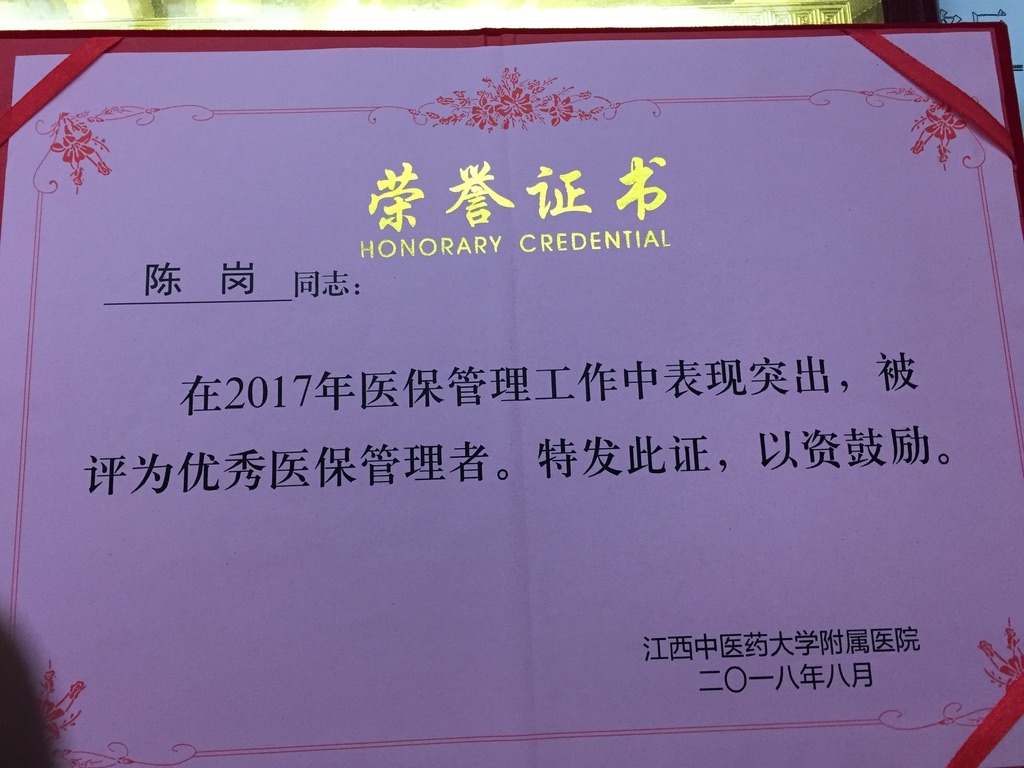 荣誉证书
HONORARY CREDENTIAL
陈 岗 同志：
在2017年医保管理工作中表现突出，被
评为优秀医保管理者。特发此证，以资鼓励。
江西中医药大学附属医院
二〇一八年八月